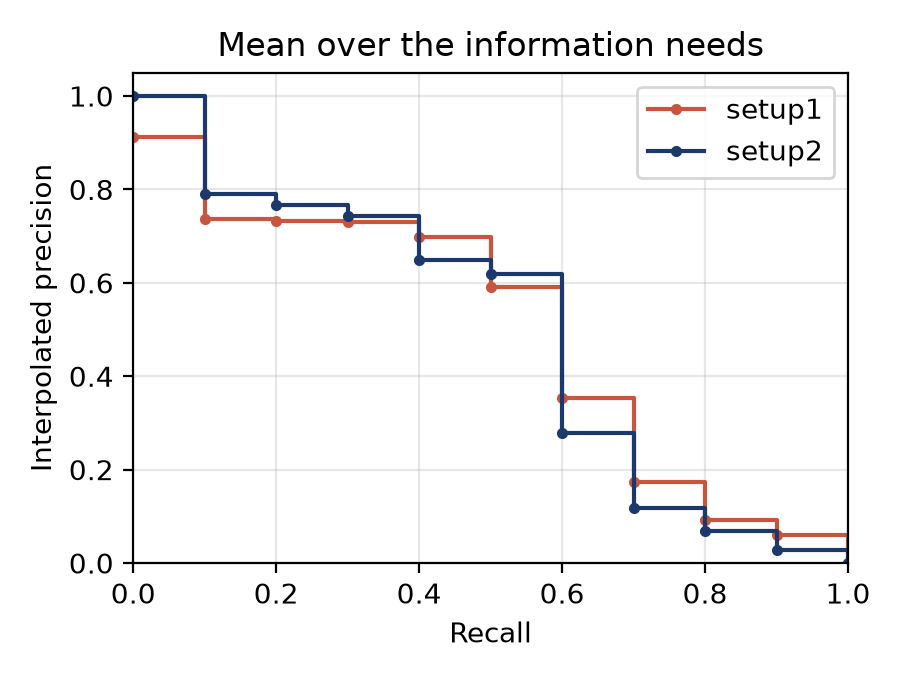 Mean over the information needs
setup1
setup2
Interpolated precision
1.0
0.8
0.6
0.4
0.2
0.0
0.0 0.2 0.4 0.6 0.8 1.0
Recall